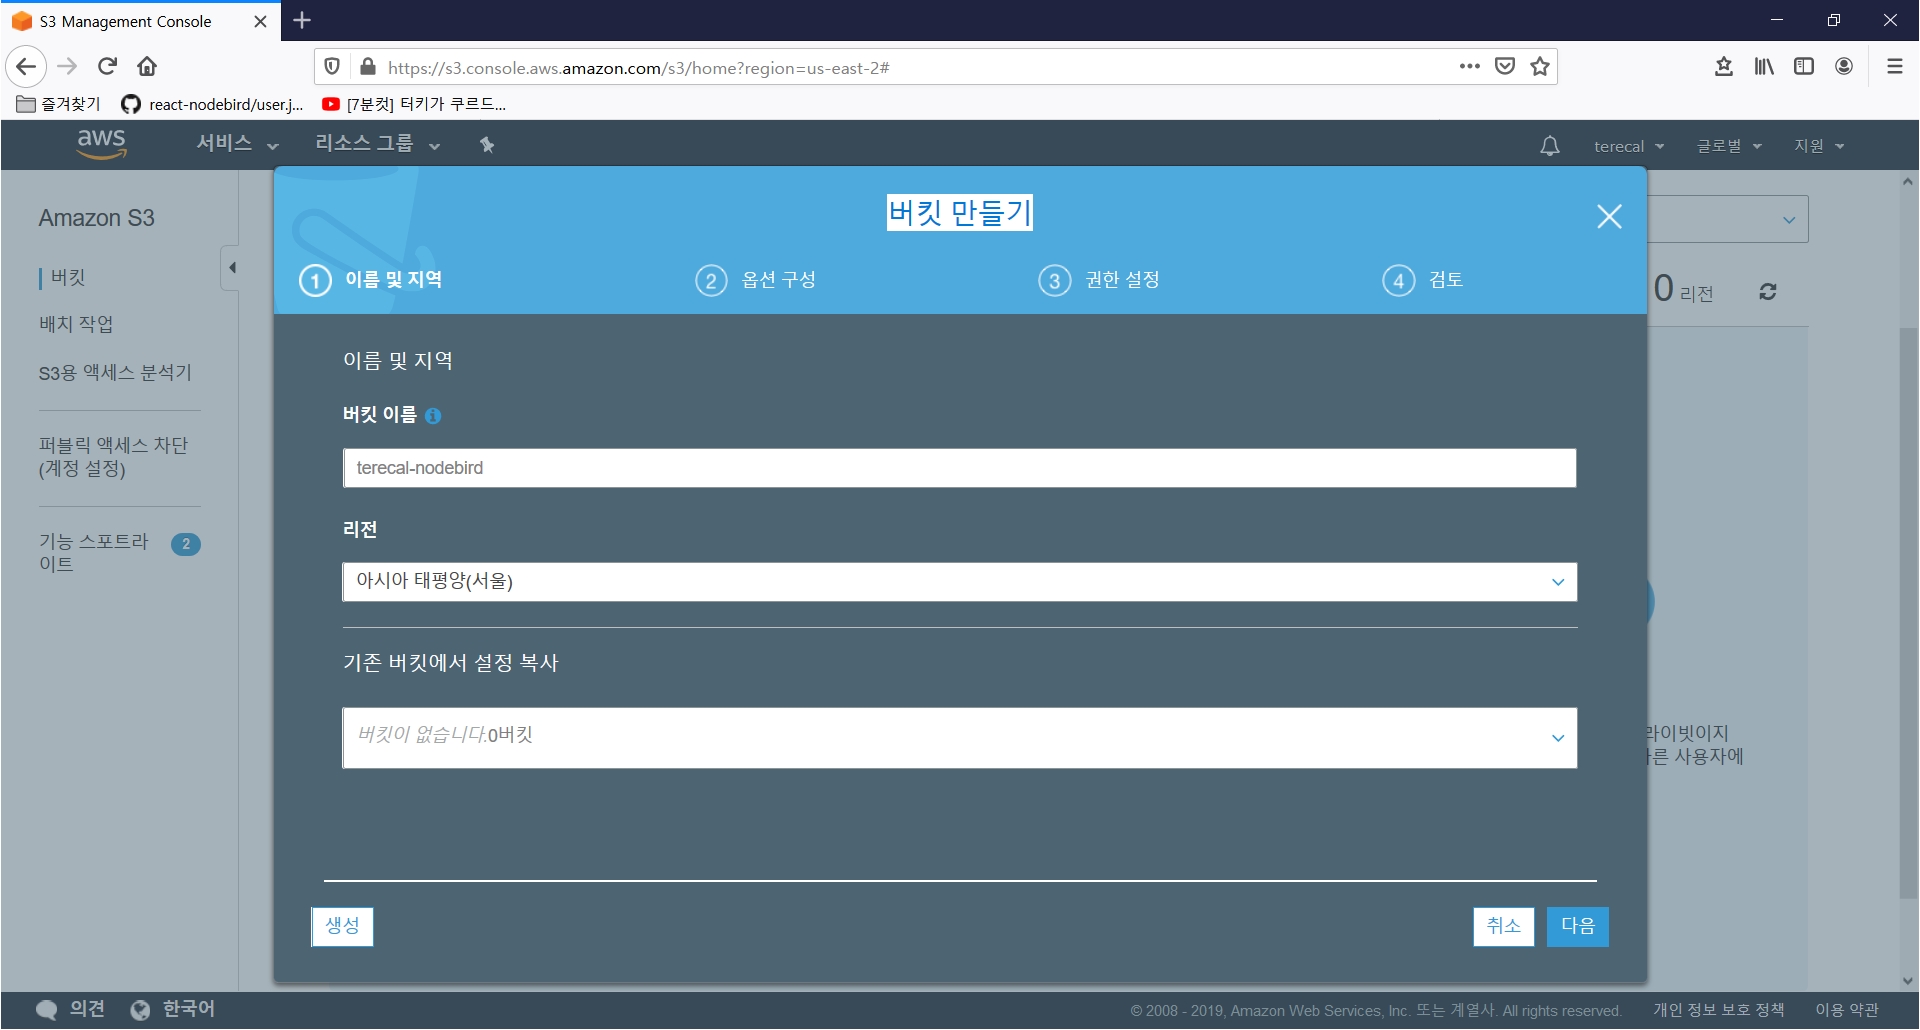 S3 Management Console
https://s3.console.aws.amazon.com/s3/home?region=us-east-2#
즐겨찾기 react-nodebird/user.j... [7분컷] 터키가 쿠르드...
aws 서비스 리소스 그룹 terecal 글로벌 지원
Amazon S3
버킷
배치 작업
S3용 액세스 분석기
퍼블릭 액세스 차단
(계정 설정)
기능 스포트라
이트
2
버킷 만들기
1 이름 및 지역 2 옵션 구성 3 권한 설정 4 검토
0 리전
이름 및 지역
버킷 이름
terecal-nodebird
리전
아시아 태평양(서울)
기존 버킷에서 설정 복사
버킷이 없습니다.0버킷
라이빗이지
른 사용자에
생성 취소 다음
의견 한국어 © 2008 - 2019, Amazon Web Services, Inc. 또는 계열사. All rights reserved. 개인 정보 보호 정책 이용 약관